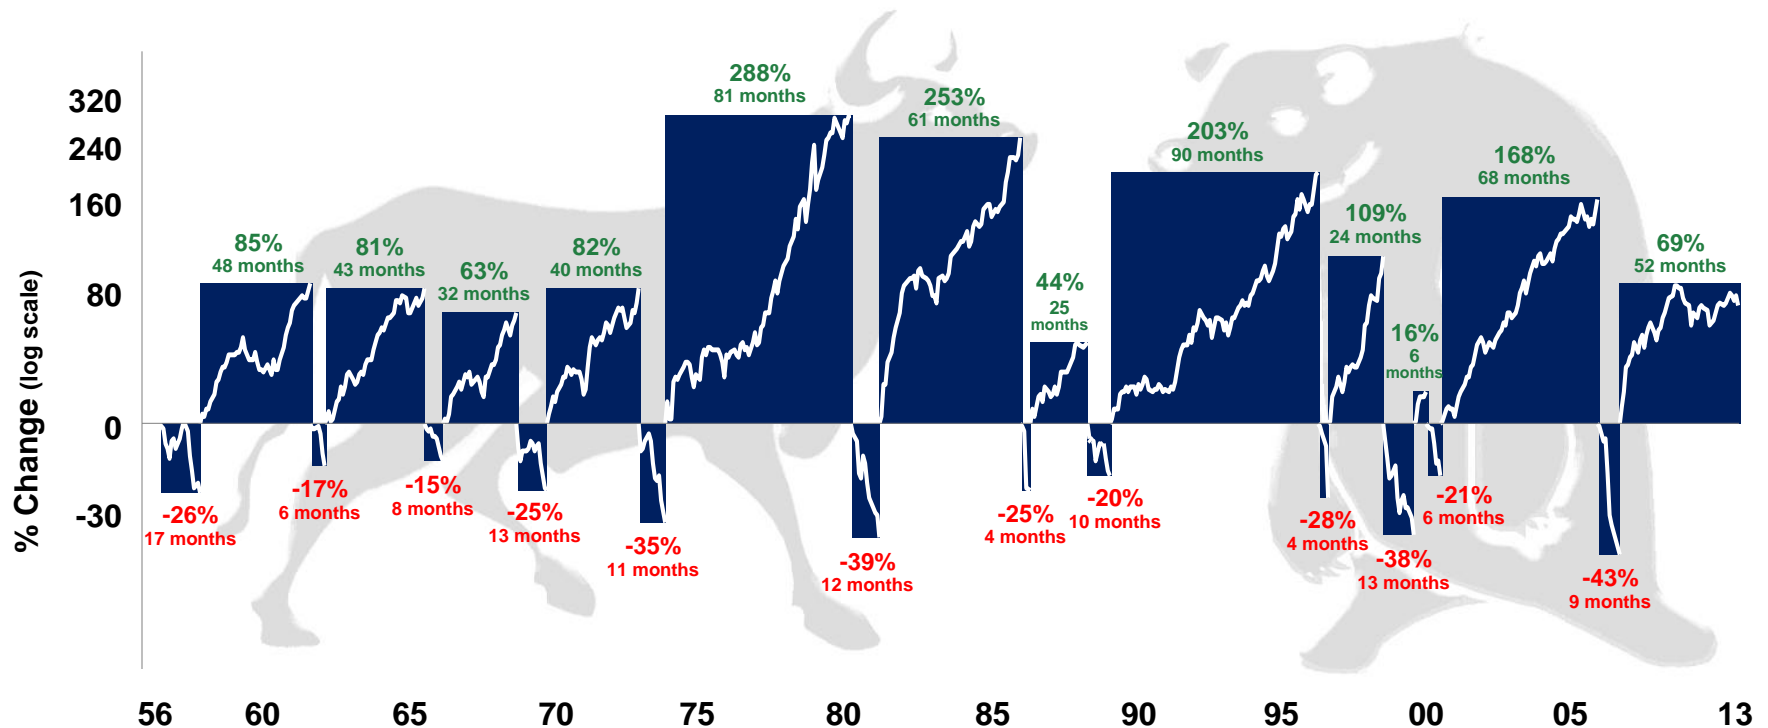 % Change (log scale)
320
240
160
80
0
-30
85%
48 months
81%
43 months
63%
32 months
82%
40 months
288%
81 months
253%
61 months
44%
25
months
203%
90 months
109%
24 months
16%
6
months
168%
68 months
69%
52 months
-26%
17 months
-17%
6 months
-15%
8 months
-25%
13 months
-35%
11 months
-39%
12 months
-25%
4 months
-20%
10 months
-28%
4 months
-38%
13 months
-21%
6 months
-43%
9 months
56 60 65 70 75 80 85 90 95 00 05 13